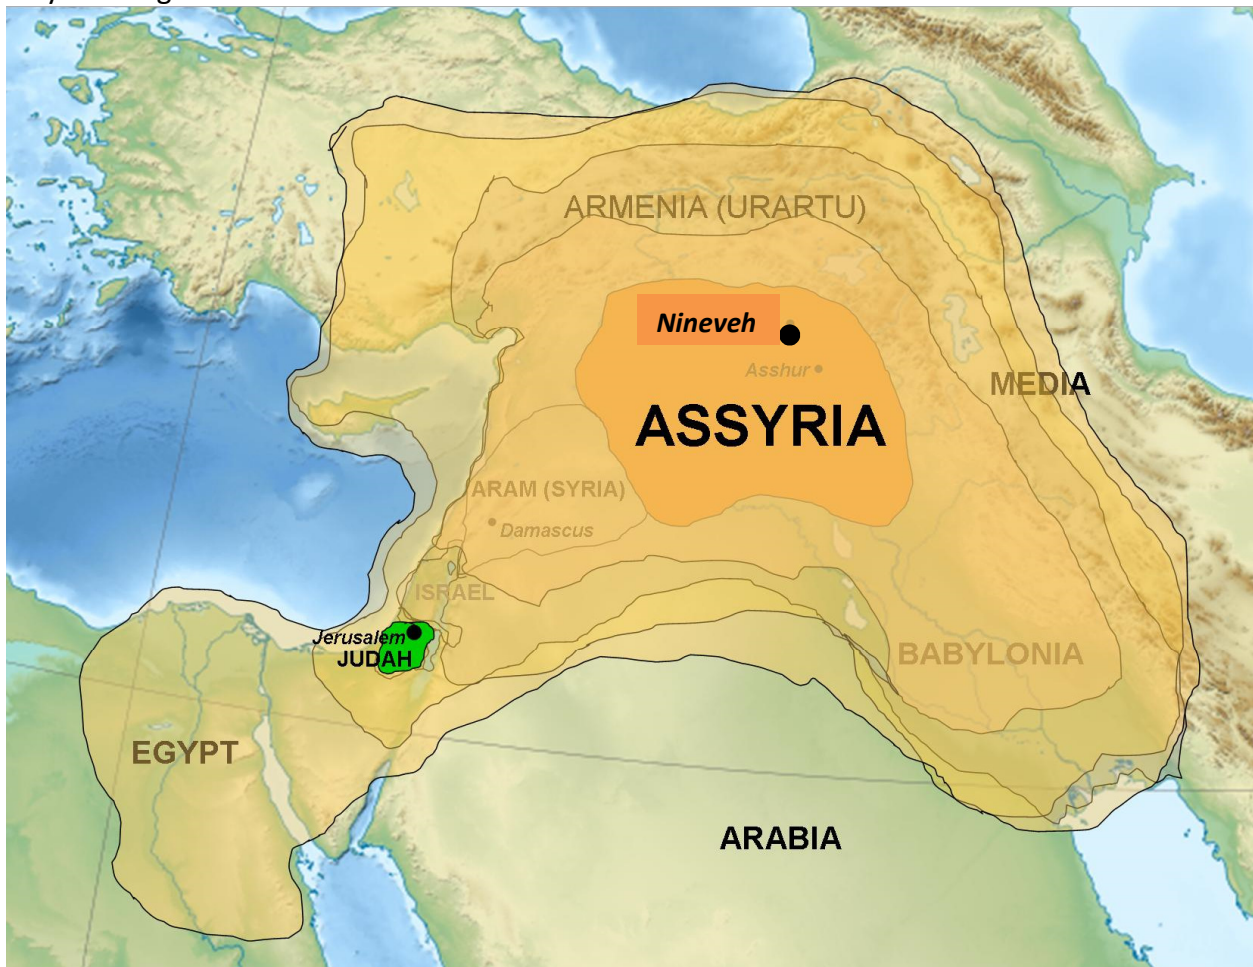 ARMENIA (URARTU)
Nineveh
Asshur
MEDIA
ASSYRIA
ARAM (SYRIA)
Damascus
ISRAEL
Jerusalem
JUDAH
BABYLONIA
EGYPT
ARABIA